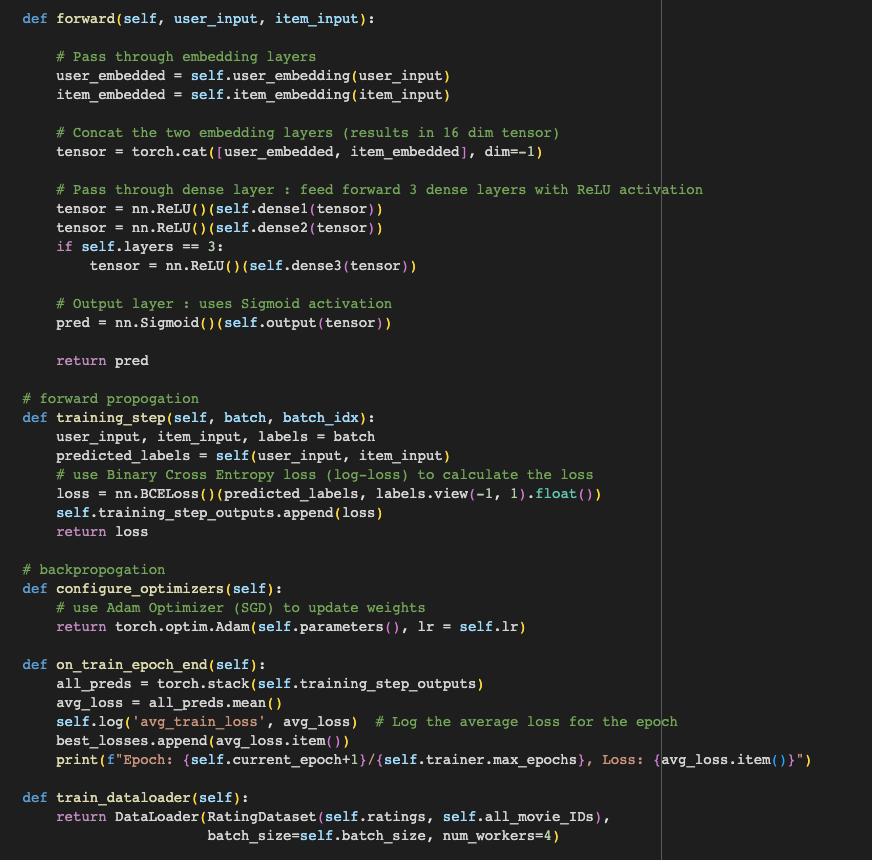 def forward(self, user_input, item_input):

    # Pass through embedding layers
    user_embedded = self.user_embedding(user_input)
    item_embedded = self.item_embedding(item_input)

    # Concat the two embedding layers (results in 16 dim tensor)
    tensor = torch.cat([user_embedded, item_embedded], dim=-1)

    # Pass through dense layer : feed forward 3 dense layers with ReLU activation
    tensor = nn.ReLU()(self.dense1(tensor))
    tensor = nn.ReLU()(self.dense2(tensor))
    if self.layers == 3:
        tensor = nn.ReLU()(self.dense3(tensor))

    # Output layer : uses Sigmoid activation
    pred = nn.Sigmoid()(self.output(tensor))

    return pred

# forward propogation
def training_step(self, batch, batch_idx):
    user_input, item_input, labels = batch
    predicted_labels = self(user_input, item_input)
    # use Binary Cross Entropy loss (log-loss) to calculate the loss
    loss = nn.BCELoss()(predicted_labels, labels.view(-1, 1).float())
    self.training_step_outputs.append(loss)
    return loss

# backpropogation
def configure_optimizers(self):
    # use Adam Optimizer (SGD) to update weights
    return torch.optim.Adam(self.parameters(), lr = self.lr)

def on_train_epoch_end(self):
    all_preds = torch.stack(self.training_step_outputs)
    avg_loss = all_preds.mean()
    self.log('avg_train_loss', avg_loss)  # Log the average loss for the epoch
    best_losses.append(avg_loss.item())
    print(f"Epoch: {self.current_epoch+1}/{self.trainer.max_epochs}, Loss: {avg_loss.item()}")

def train_dataloader(self):
    return DataLoader(RatingDataset(self.ratings, self.all_movie_IDs),
                      batch_size=self.batch_size, num_workers=4)